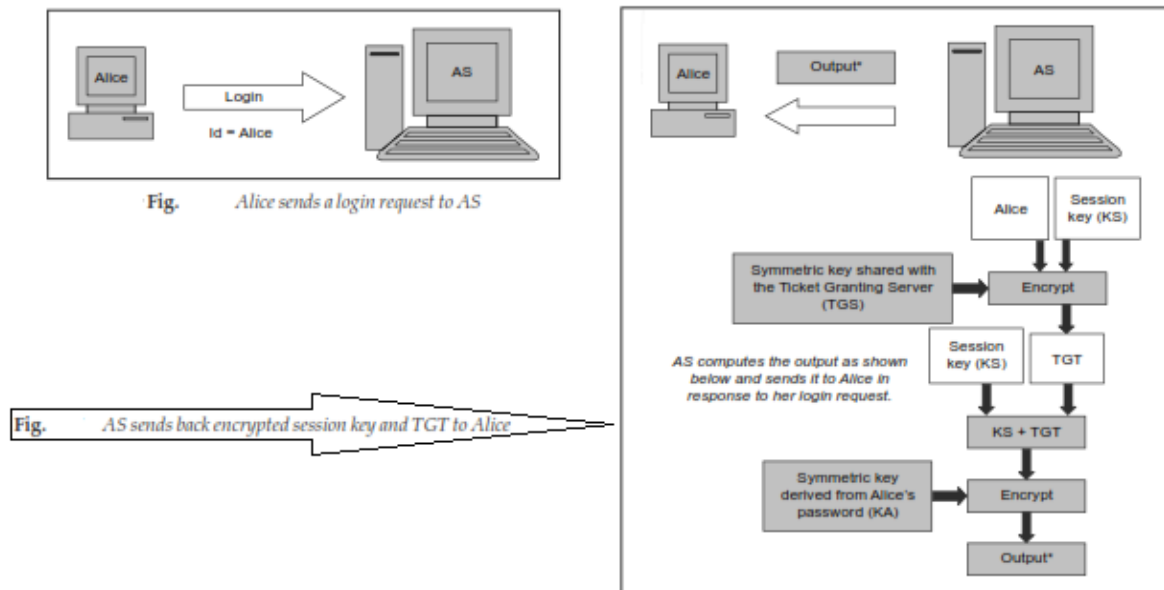 Alice
Login
Id = Alice
AS
Fig. Alice sends a login request to AS
Fig. AS sends back encrypted session key and TGT to Alice
Alice
Output*
AS
Alice
Session
key (KS)
Symmetric key shared with
the Ticket Granting Server
(TGS)
Encrypt
AS computes the output as shown
below and sends it to Alice in
response to her login request.
Session
key (KS)
TGT
KS + TGT
Symmetric key
derived from Alice's
password (KA)
Encrypt
Output*